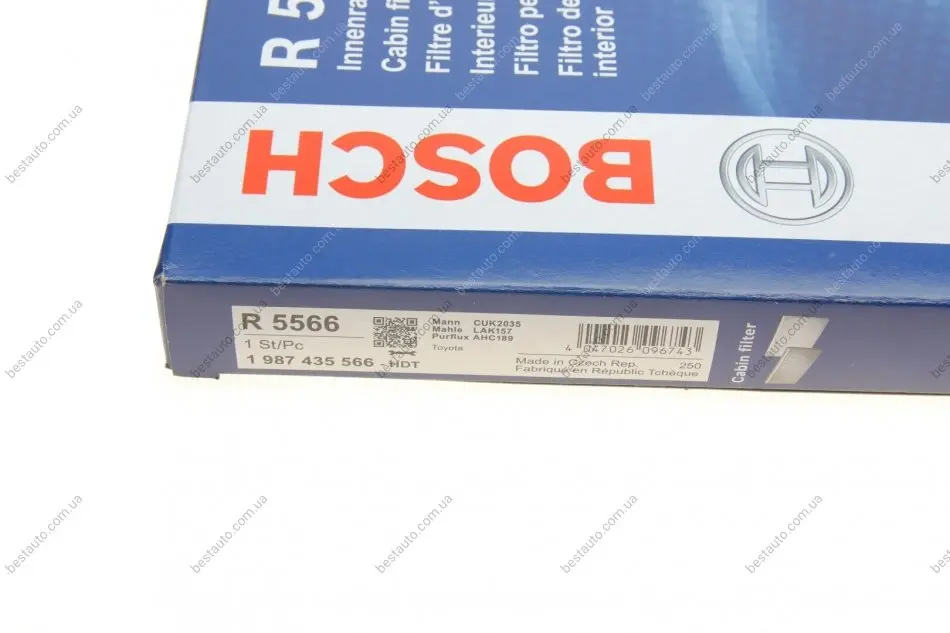 R 5
Innenra
Cabin fi
Filtre d'
Interieu
Filtro pe
Filtro de
interior
BOSCH
R 5566
1 St/Pc
1 987 435 566 -HDT
Mann CUK2035
Mahle LAK157
Purflux AHC189
Toyota
4 047026 096743
Made in Czech Rep. 250
Fabriqué en République Tchèque
Cabin filter
bestauto.com.ua